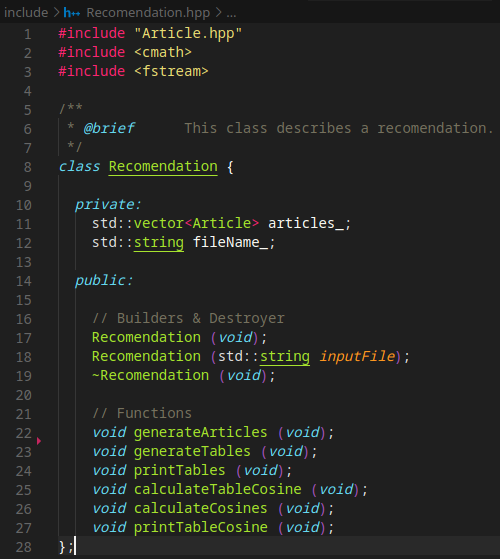 include > h++ Recomendation.hpp > ...
1 #include "Article.hpp"
2 #include <cmath>
3 #include <fstream>
4
5 /**
6 * @brief      This class describes a recomendation.
7 */
8 class Recomendation {
9
10 private:
11 std::vector<Article> articles_;
12 std::string fileName_;
13
14 public:
15
16 // Builders & Destroyer
17 Recomendation (void);
18 Recomendation (std::string inputFile);
19 ~Recomendation (void);
20
21 // Functions
22 void generateArticles (void);
23 void generateTables (void);
24 void printTables (void);
25 void calculateTableCosine (void);
26 void calculateCosines (void);
27 void printTableCosine (void);
28 };